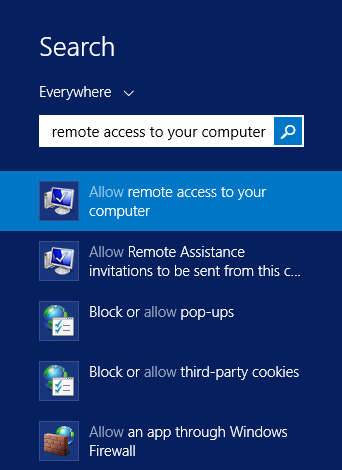 Search
Everywhere
remote access to your computer
Allow remote access to your
computer
Allow Remote Assistance
invitations to be sent from this c...
Block or allow pop-ups
Block or allow third-party cookies
Allow an app through Windows
Firewall